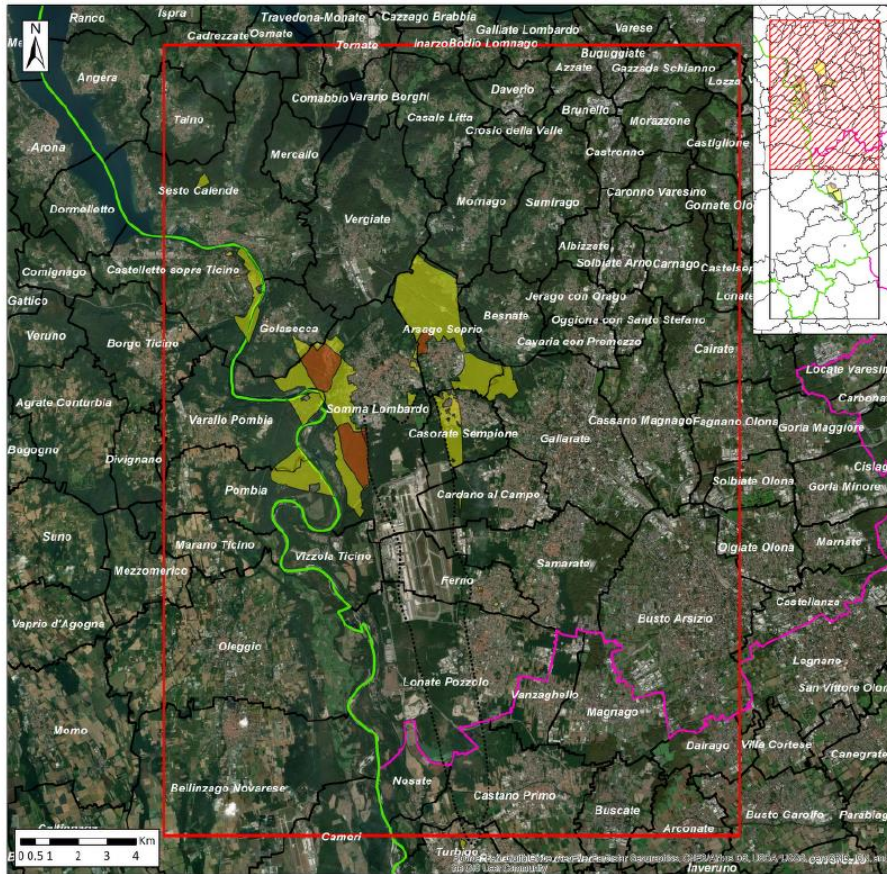 Ranco
Ispra
Travedona-Monate
Cazzago Brabbia
Galliate Lombardo
Varese
N
Cadrezzate
Osmate
Ternate
Inarzo
Bodio Lomnago
Buguggiate
Angera
Azzate
Gazzada Schianno
Lozza
Comabbio
Varano Borghi
Daverio
Taino
Casale Litta
Brunello
Morazzone
Crosio della Valle
Arona
Mercallo
Castronno
Castiglione
Sesto Calende
Mornago
Sumirago
Caronno Varesino
Dormelletto
Vergiate
Gornate Olona
Albizzate
Comignago
Castelletto sopra Ticino
Solbiate Arno
Carnago
Castelsep
Gattico
Jerago con Orago
Lonate
Veruno
Borgo Ticino
Golasecca
Arsago Seprio
Besnate
Oggiona con Santo Stefano
Cavaria con Premezzo
Cairate
Locate Varesino
Agrate Conturbia
Somma Lombardo
Carbonate
Varallo Pombia
Cassano Magnago
Fagnano Olona
Gorla Maggiore
Bogogno
Divignano
Casorate Sempione
Gallarate
Cislag
Pombia
Cardano al Campo
Solbiate Olona
Gorla Minore
Suno
Marano Ticino
Vizzola Ticino
Samarate
Olgiate Olona
Marnate
Mezzomerico
Ferno
Castellanza
Vaprio d'Agogna
Oleggio
Busto Arsizio
Legnano
Lonate Pozzolo
Vanzaghello
San Vittore Olona
Momo
Magnago
Dairago
Villa Cortese
Canegrate
Bellinzago Novarese
Nosate
Castano Primo
Buscate
Busto Garolfo
Parabiag
Arconate
Cameri
Turbigo
Inveruno
0 0.5 1 2 3 4 Km